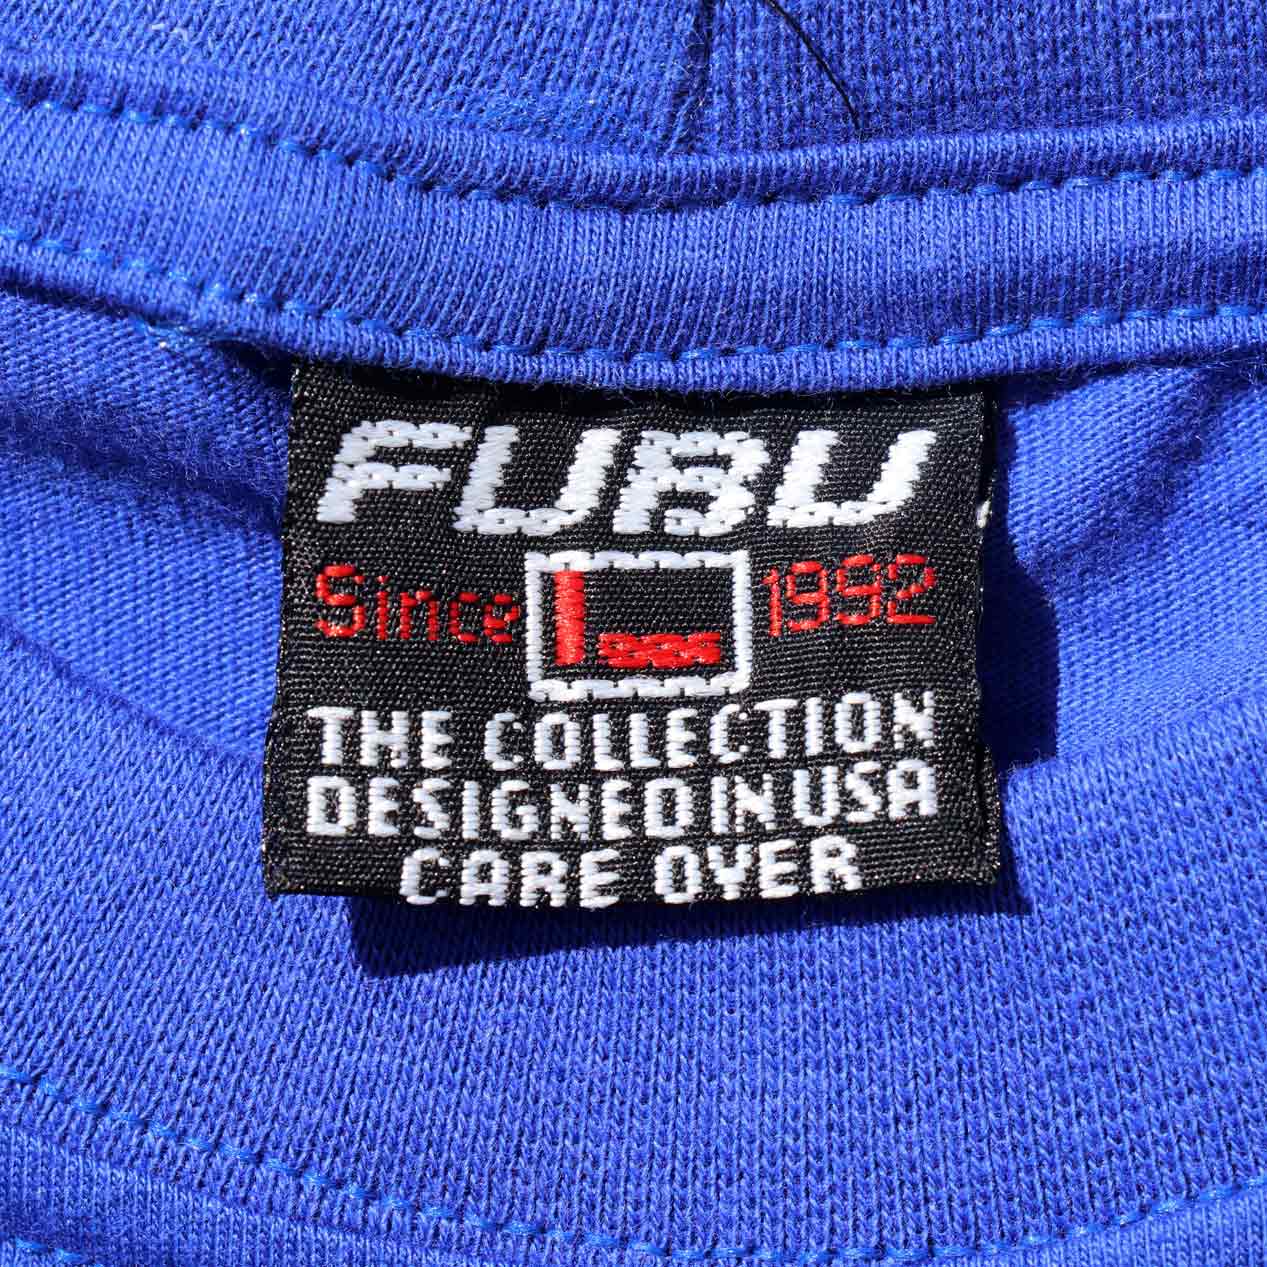 FUBU
Since L 1992
THE COLLECTION
DESIGNED IN USA
CARE OVER